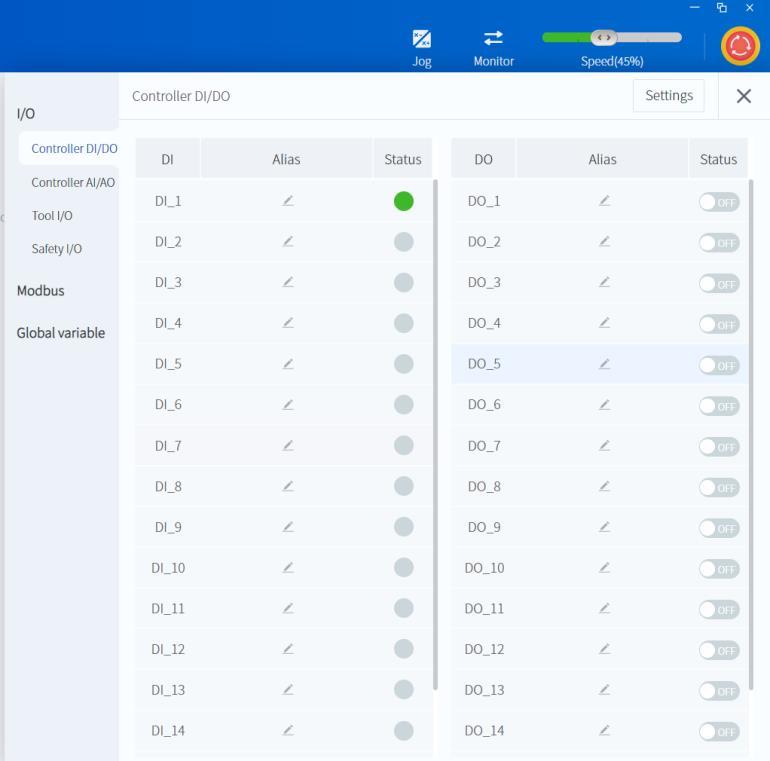 Jog Monitor Speed(45%)
I/O
Controller DI/DO
Controller AI/AO
Tool I/O
Safety I/O
Modbus
Global variable
Controller DI/DO Settings
DI Alias Status DO Alias Status
DI_1 DO_1 OFF
DI_2 DO_2 OFF
DI_3 DO_3 OFF
DI_4 DO_4 OFF
DI_5 DO_5 OFF
DI_6 DO_6 OFF
DI_7 DO_7 OFF
DI_8 DO_8 OFF
DI_9 DO_9 OFF
DI_10 DO_10 OFF
DI_11 DO_11 OFF
DI_12 DO_12 OFF
DI_13 DO_13 OFF
DI_14 DO_14 OFF